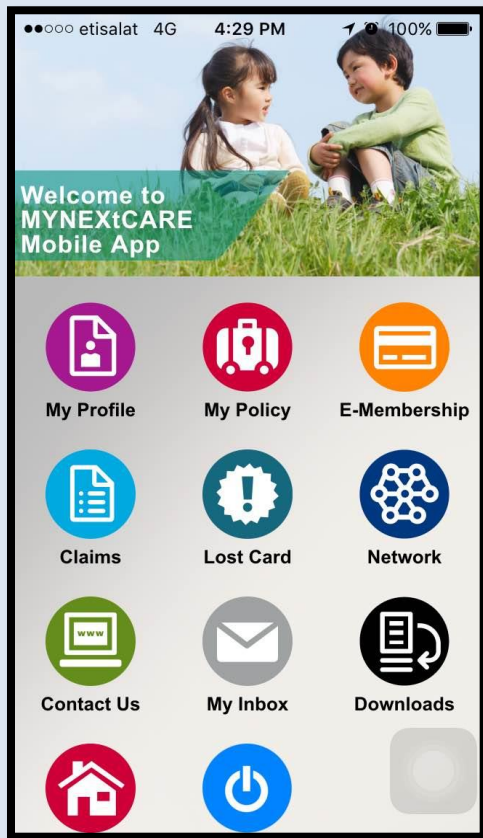 etisalat 4G 4:29 PM 100%
Welcome to
MYNEXtCARE
Mobile App
My Profile My Policy E-Membership
Claims Lost Card Network
www
Contact Us My Inbox Downloads